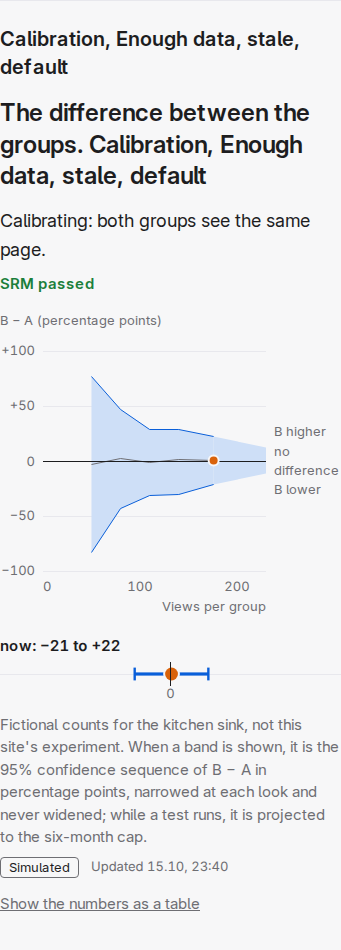 Calibration, Enough data, stale,
default
The difference between the
groups. Calibration, Enough
data, stale, default
Calibrating: both groups see the same
page.
SRM passed
B − A (percentage points)
+100
+50
0
−50
−100
B higher
no
difference
B lower
0 100 200
Views per group
now: −21 to +22
0
Fictional counts for the kitchen sink, not this
site's experiment. When a band is shown, it is the
95% confidence sequence of B − A in
percentage points, narrowed at each look and
never widened; while a test runs, it is projected
to the six-month cap.
Simulated Updated 15.10, 23:40
Show the numbers as a table